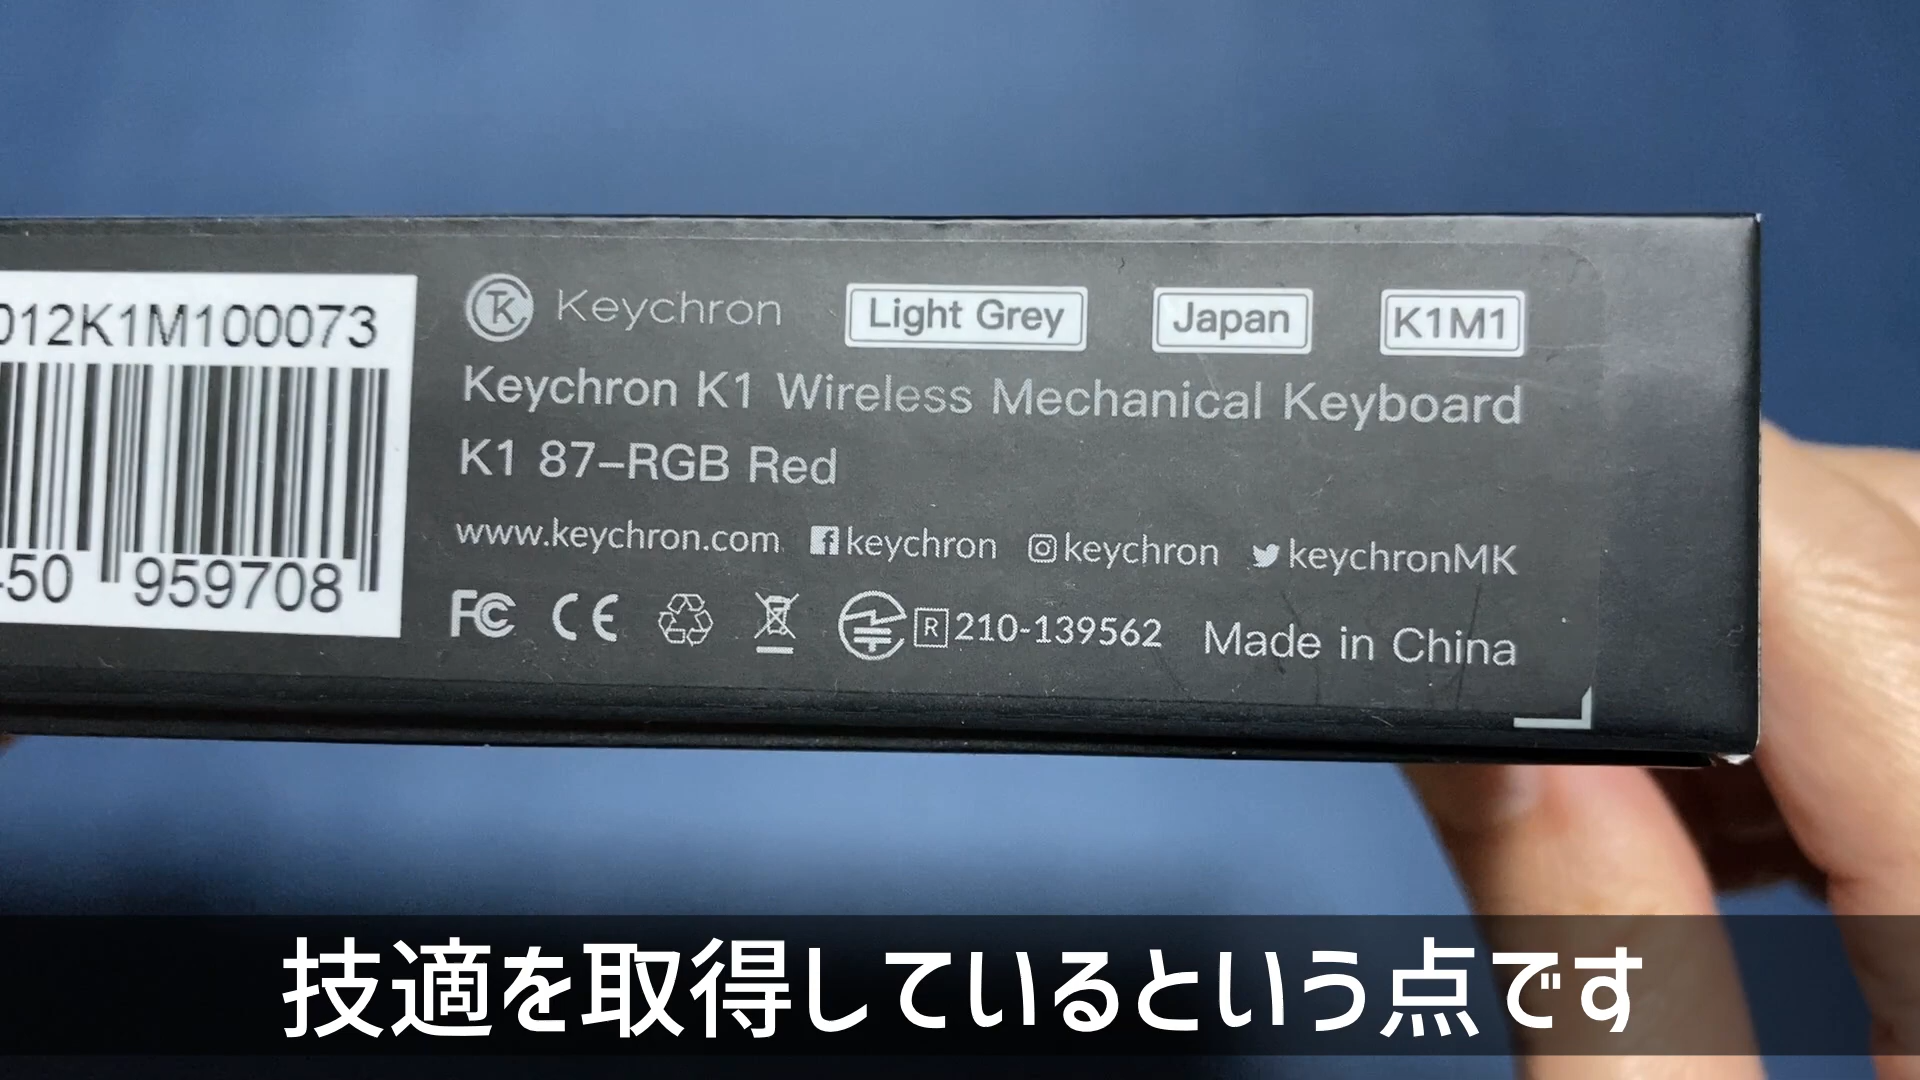 012K1M100073
50 959708
Keychron Light Grey Japan K1M1
Keychron K1 Wireless Mechanical Keyboard
K1 87-RGB Red
www.keychron.com keychron keychron keychronMK
FC CE R 210-139562 Made in China
技適を取得しているという点です